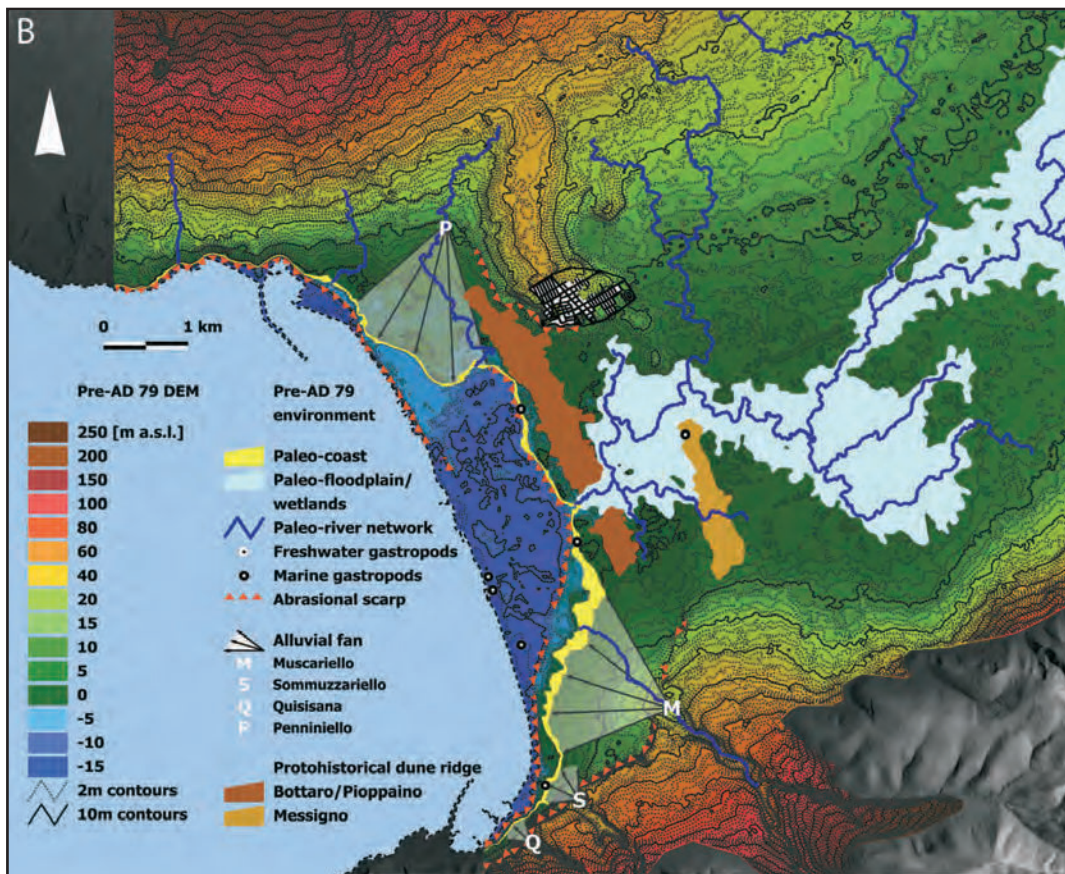 B
P
0 1 km
Pre-AD 79 DEM
250 [m a.s.l.]
200
150
100
80
60
40
20
15
10
5
0
-5
-10
-15
2m contours
10m contours
Pre-AD 79
environment
Paleo-coast
Paleo-floodplain/
wetlands
Paleo-river network
Freshwater gastropods
Marine gastropods
Abrasional scarp
Alluvial fan
M Muscariello
S Sommuzzariello
Q Quisisana
P Penniniello
Protohistorical dune ridge
Bottaro/Pioppaino
Messigno
M
S
Q